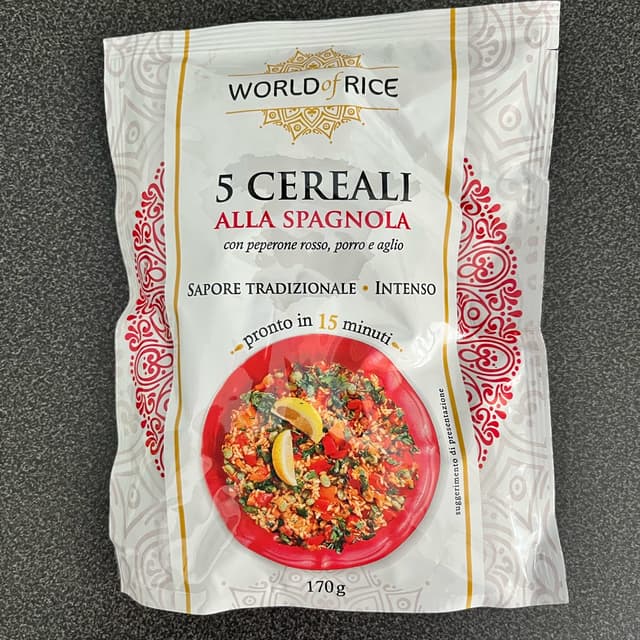 WORLD of RICE
5 CEREALI
ALLA SPAGNOLA
con peperone rosso, porro e aglio
SAPORE TRADIZIONALE • INTENSO
pronto in 15 minuti
suggerimento di presentazione
170 g